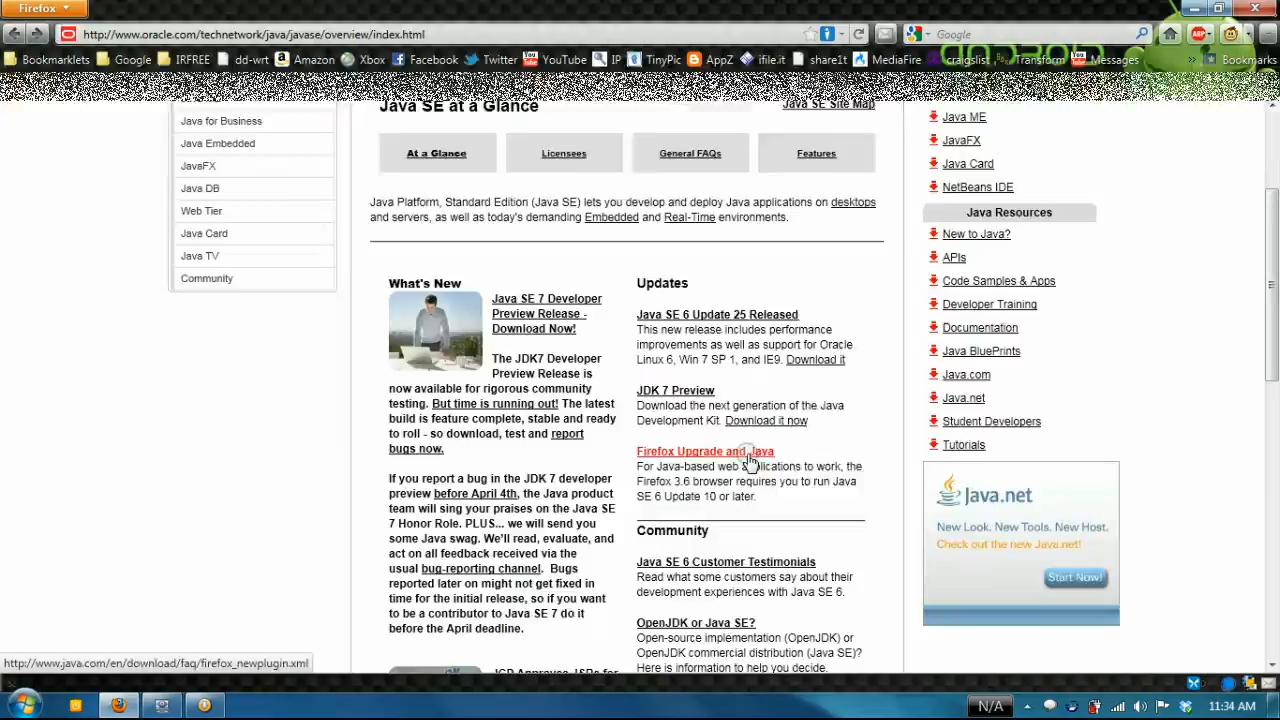 Firefox
http://www.oracle.com/technetwork/java/javase/overview/index.html
Google
ABP
android
Bookmarklets Google IRFREE dd-wrt Amazon Xbox Facebook Twitter YouTube IP TinyPic AppZ ifile.it share1t MediaFire craigslist Transform Messages » Bookmarks
Java SE at a Glance
Java SE Site Map
Java for Business
Java Embedded
JavaFX
Java DB
Web Tier
Java Card
Java TV
Community
At a Glance
Licensees
General FAQs
Features
Java Platform, Standard Edition (Java SE) lets you develop and deploy Java applications on desktops
and servers, as well as today's demanding Embedded and Real-Time environments.
What's New
Java SE 7 Developer
Preview Release -
Download Now!
The JDK7 Developer
Preview Release is
now available for rigorous community
testing. But time is running out! The latest
build is feature complete, stable and ready
to roll - so download, test and report
bugs now.
If you report a bug in the JDK 7 developer
preview before April 4th, the Java product
team will sing your praises on the Java SE
7 Honor Role. PLUS... we will send you
some Java swag. We'll read, evaluate, and
act on all feedback received via the
usual bug-reporting channel. Bugs
reported later on might not get fixed in
time for the initial release, so if you want
to be a contributor to Java SE 7 do it
before the April deadline.
JCP Approves JSRs for
Updates
Java SE 6 Update 25 Released
This new release includes performance
improvements as well as support for Oracle
Linux 6, Win 7 SP 1, and IE9. Download it
JDK 7 Preview
Download the next generation of the Java
Development Kit. Download it now
Firefox Upgrade and Java
For Java-based web applications to work, the
Firefox 3.6 browser requires you to run Java
SE 6 Update 10 or later.
Community
Java SE 6 Customer Testimonials
Read what some customers say about their
development experiences with Java SE 6.
OpenJDK or Java SE?
Open-source implementation (OpenJDK) or
OpenJDK commercial distribution (Java SE)?
Here is information to help you decide.
Java ME
JavaFX
Java Card
NetBeans IDE
Java Resources
New to Java?
APIs
Code Samples & Apps
Developer Training
Documentation
Java BluePrints
Java.com
Java.net
Student Developers
Tutorials
Java.net
New Look. New Tools. New Host.
Check out the new Java.net!
Start Now!
http://www.java.com/en/download/faq/firefox_newplugin.xml
N/A
11:34 AM